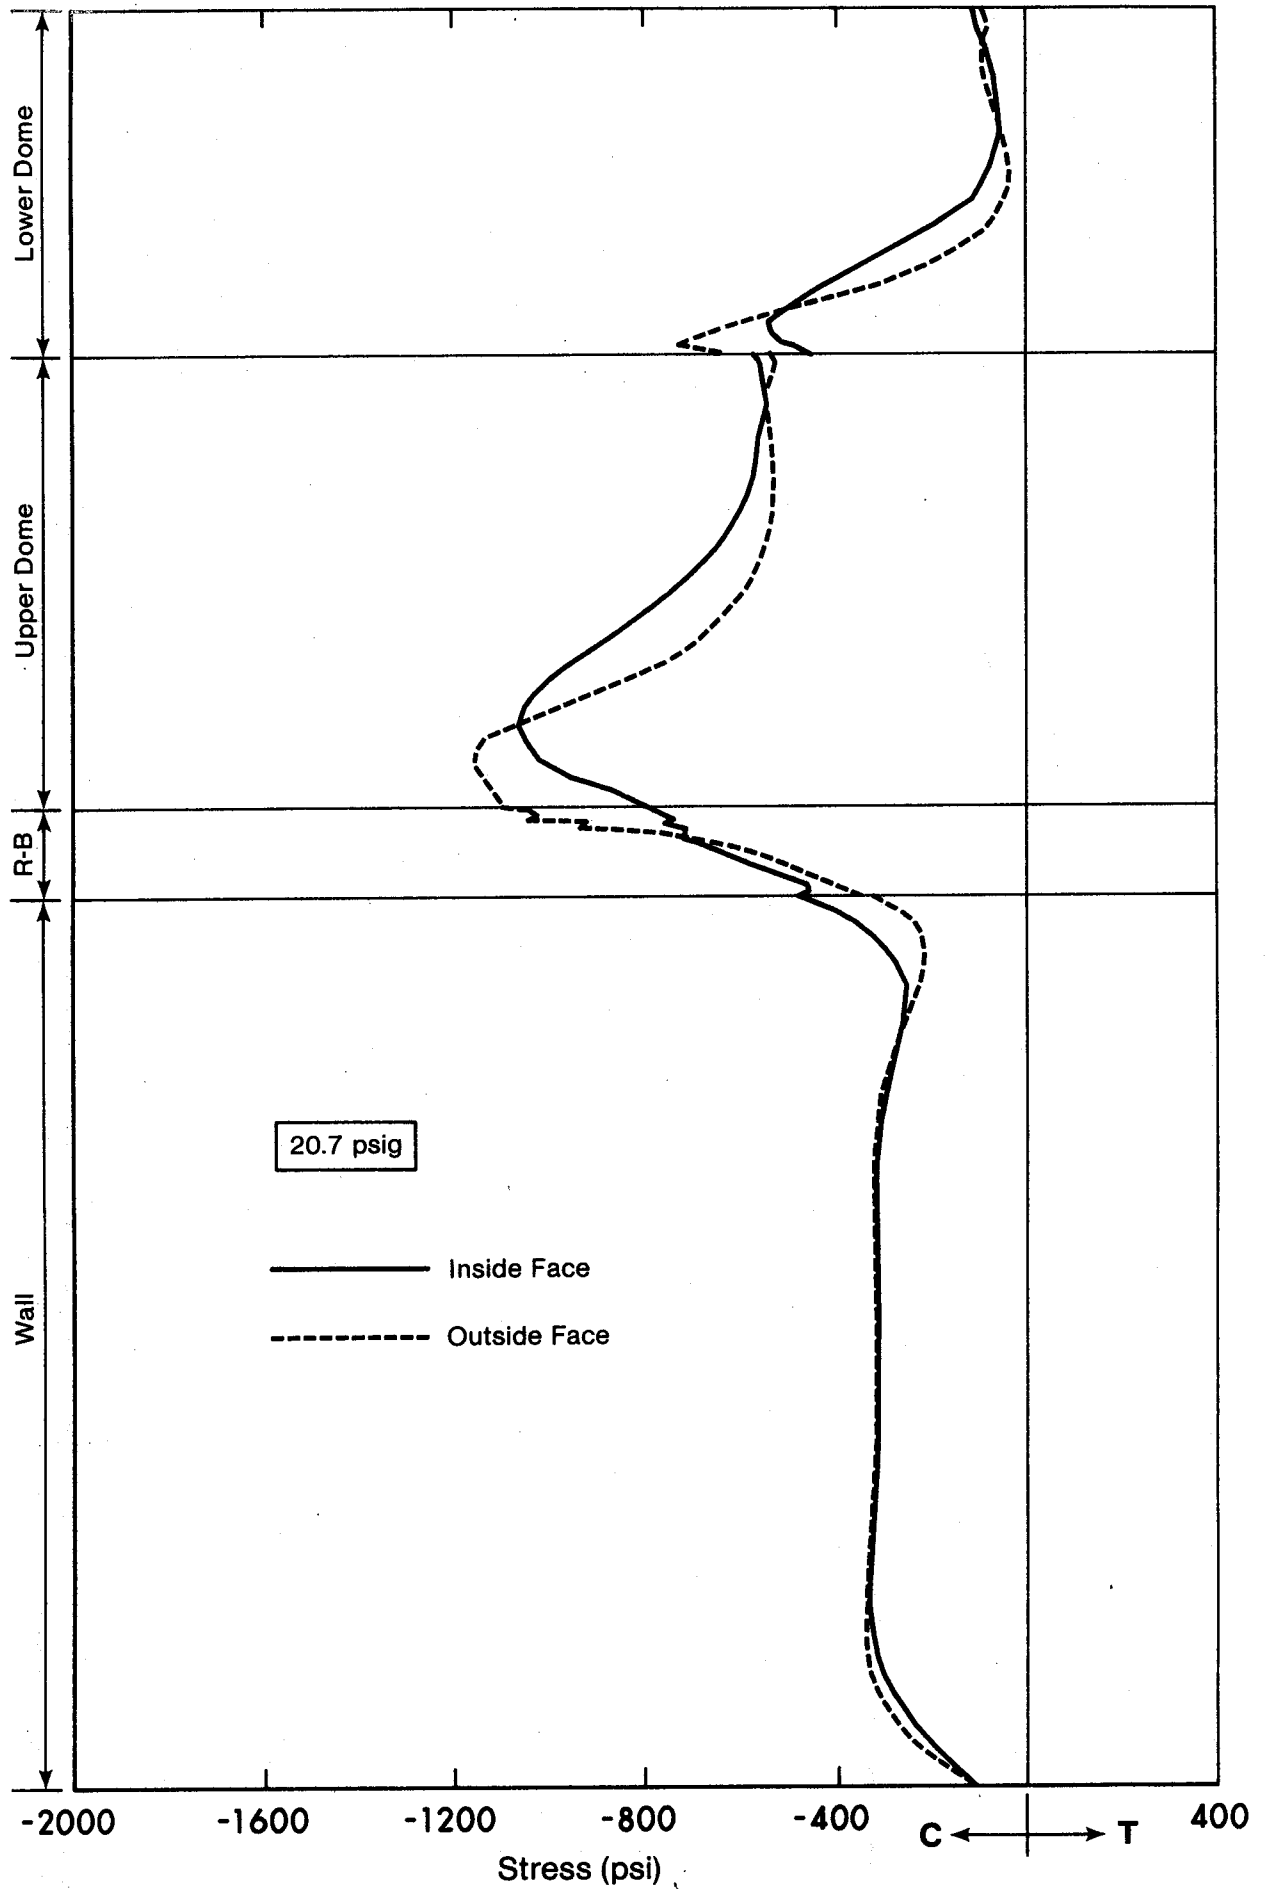 Lower Dome
Upper Dome
R-B
Wall
20.7 psig
Inside Face
Outside Face
-2000 -1600 -1200 -800 -400 400
C T
Stress (psi)